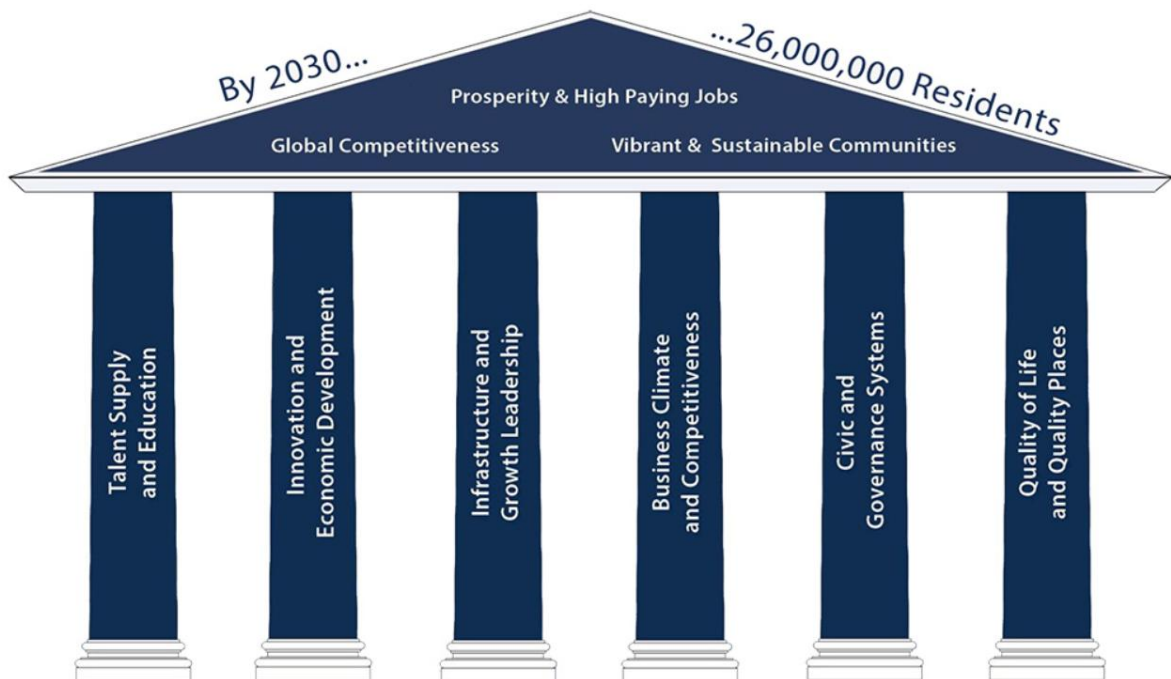 By 2030...
...26,000,000 Residents
Prosperity & High Paying Jobs
Global Competitiveness
Vibrant & Sustainable Communities
Talent Supply
and Education
Innovation and
Economic Development
Infrastructure and
Growth Leadership
Business Climate
and Competitiveness
Civic and
Governance Systems
Quality of Life
and Quality Places